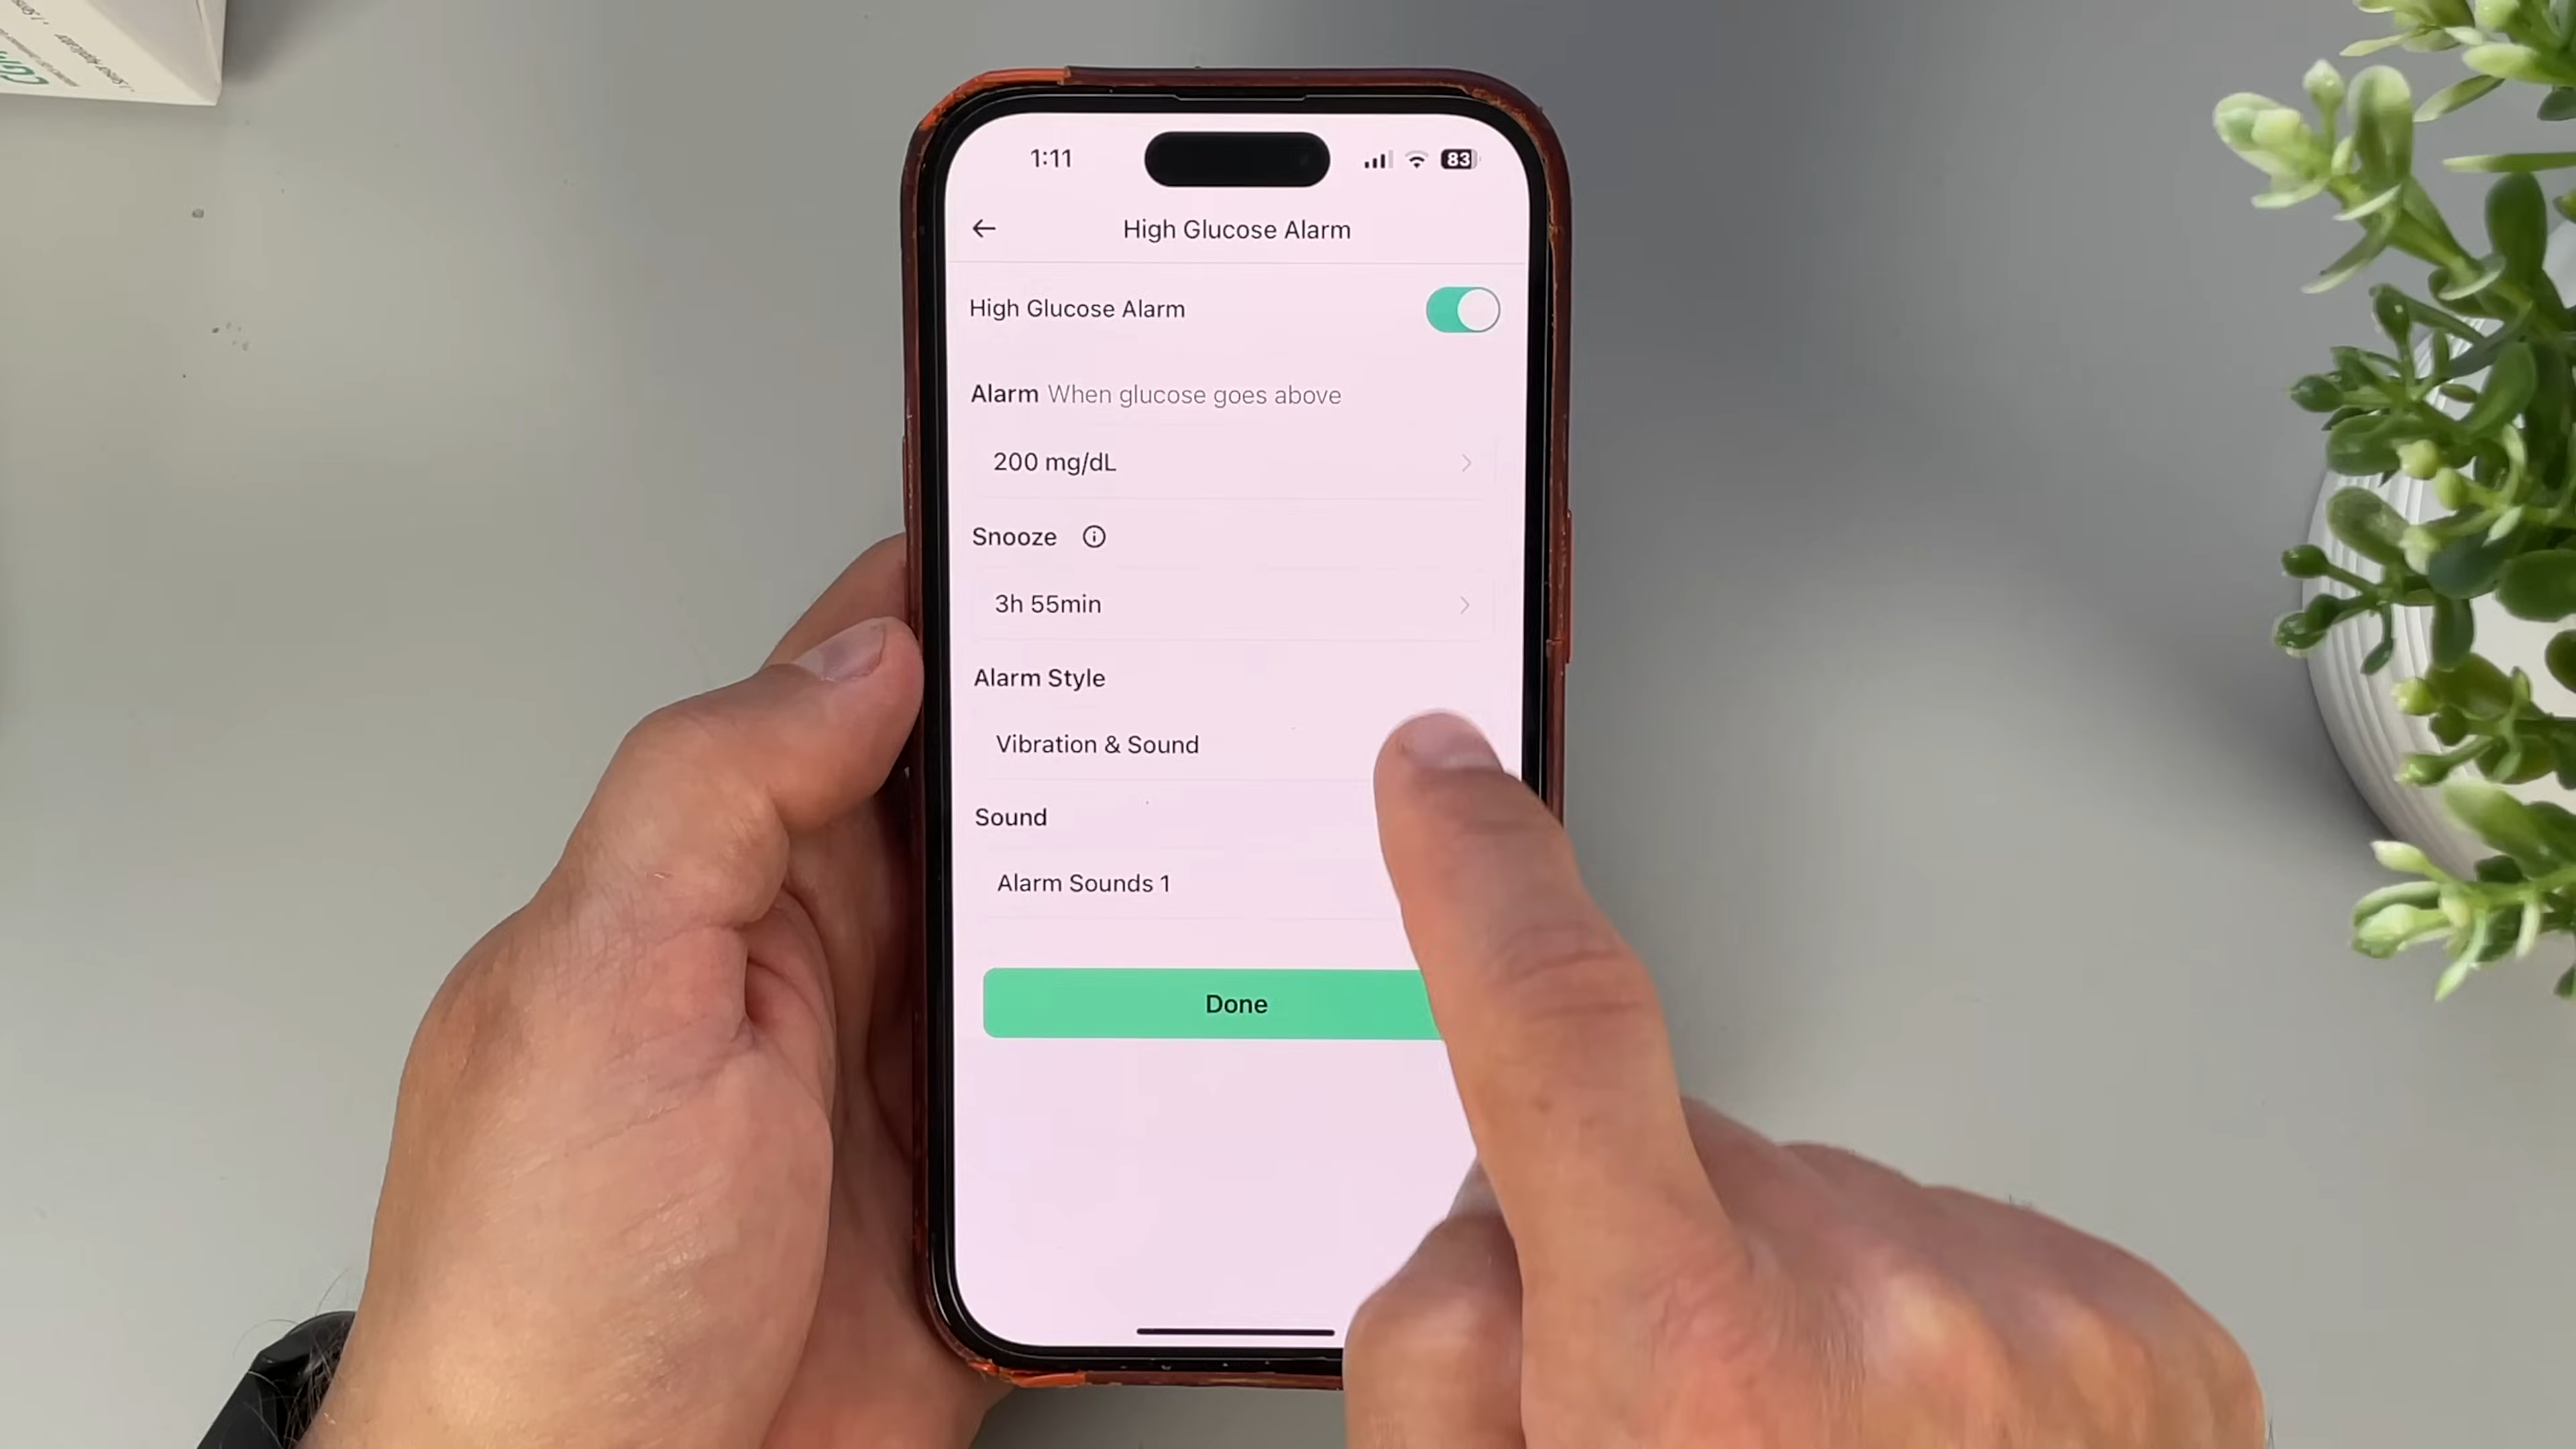 1:11
83
High Glucose Alarm
High Glucose Alarm
Alarm When glucose goes above
200 mg/dL
Snooze
3h 55min
Alarm Style
Vibration & Sound
Sound
Alarm Sounds 1
Done